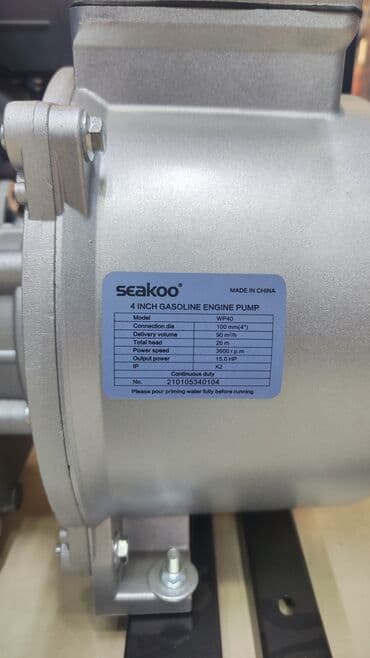 seakoo®
MADE IN CHINA
4 INCH GASOLINE ENGINE PUMP
Model WP40
Connection dia 100 mm(4")
Delivery volume 90 m³/h
Total head 20 m
Power speed 3600 r.p.m
Output power 15.0 HP
IP X2
Continuous duty
No. 210105340104
Please pour priming water fully before running